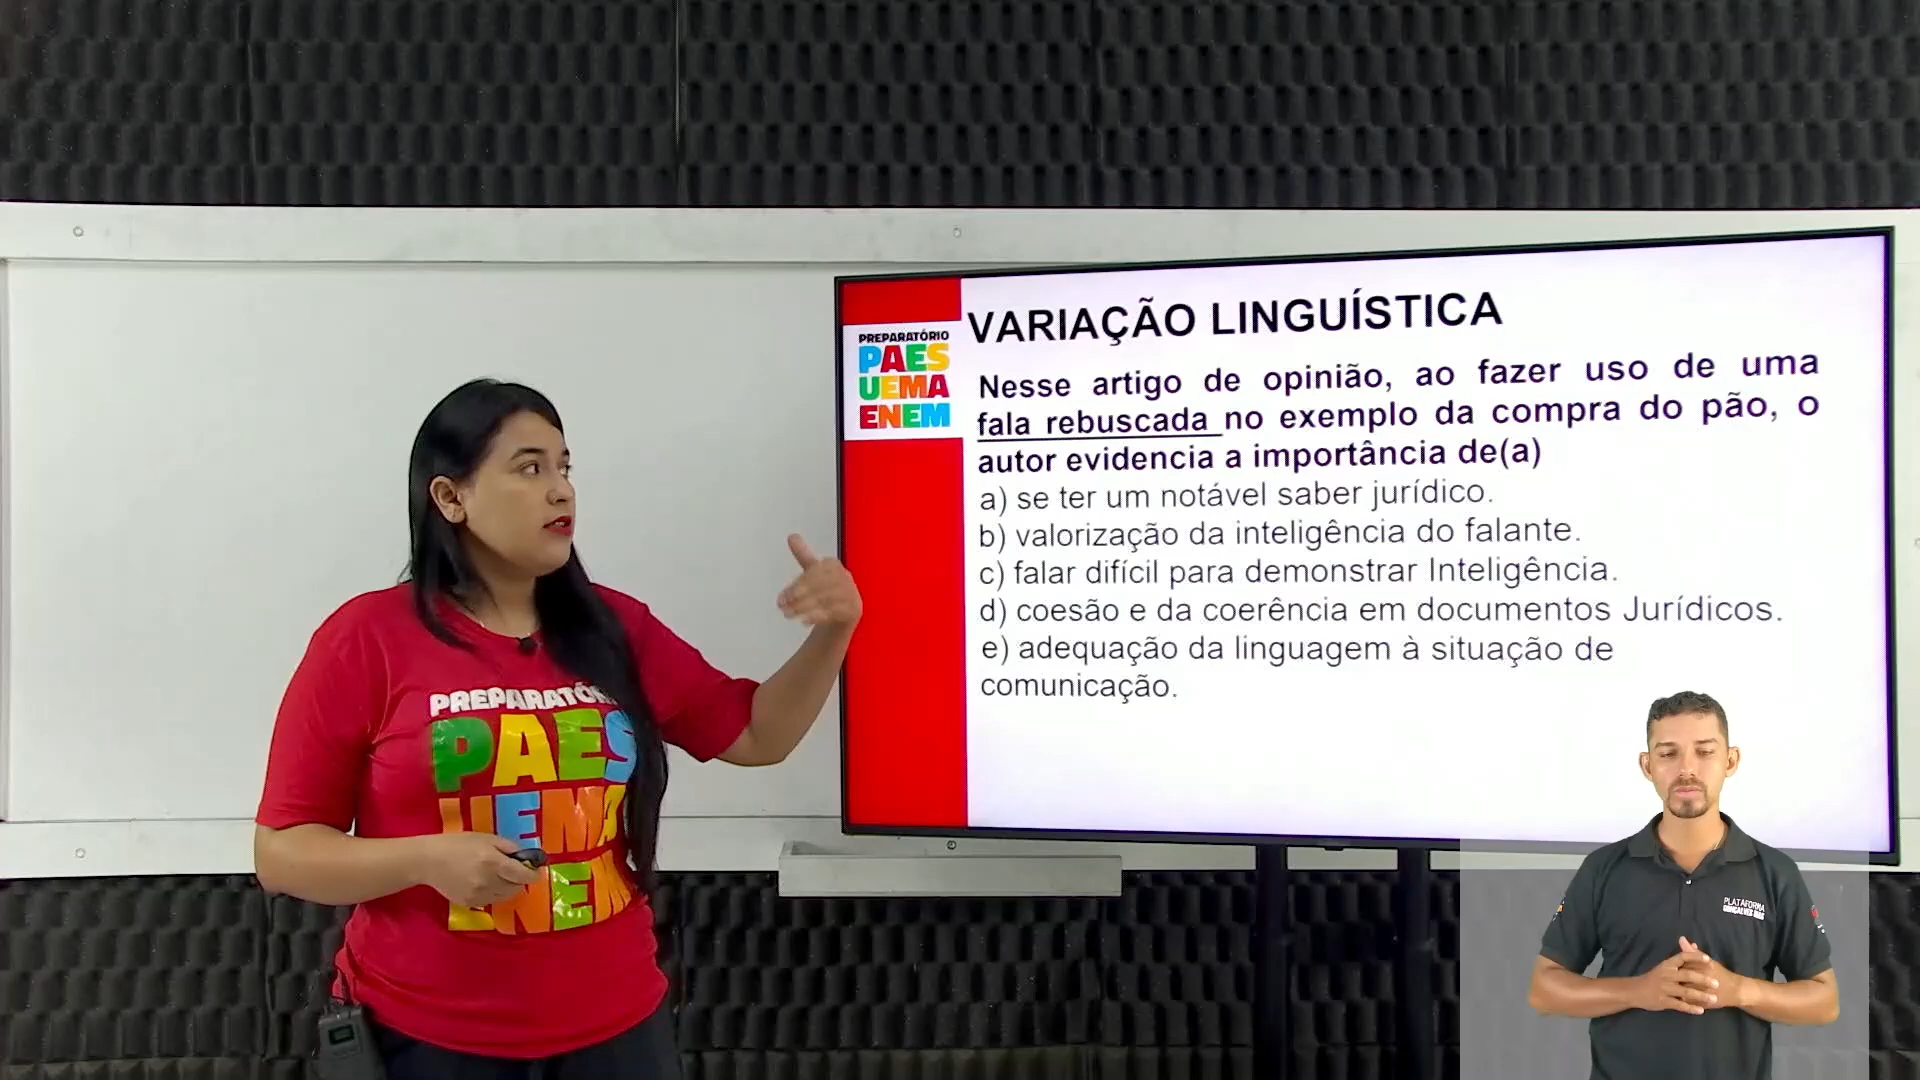 VARIAÇÃO LINGUÍSTICA
PREPARATÓRIO
PAES
UEMA
ENEM
Nesse artigo de opinião, ao fazer uso de uma
fala rebuscada no exemplo da compra do pão, o
autor evidencia a importância de(a)
a) se ter um notável saber jurídico.
b) valorização da inteligência do falante.
c) falar difícil para demonstrar Inteligência.
d) coesão e da coerência em documentos Jurídicos.
e) adequação da linguagem à situação de
comunicação.
PREPARATÓ
PAES
UEMA
ENEM
PLATAFORMA
GONÇALVES DIAS